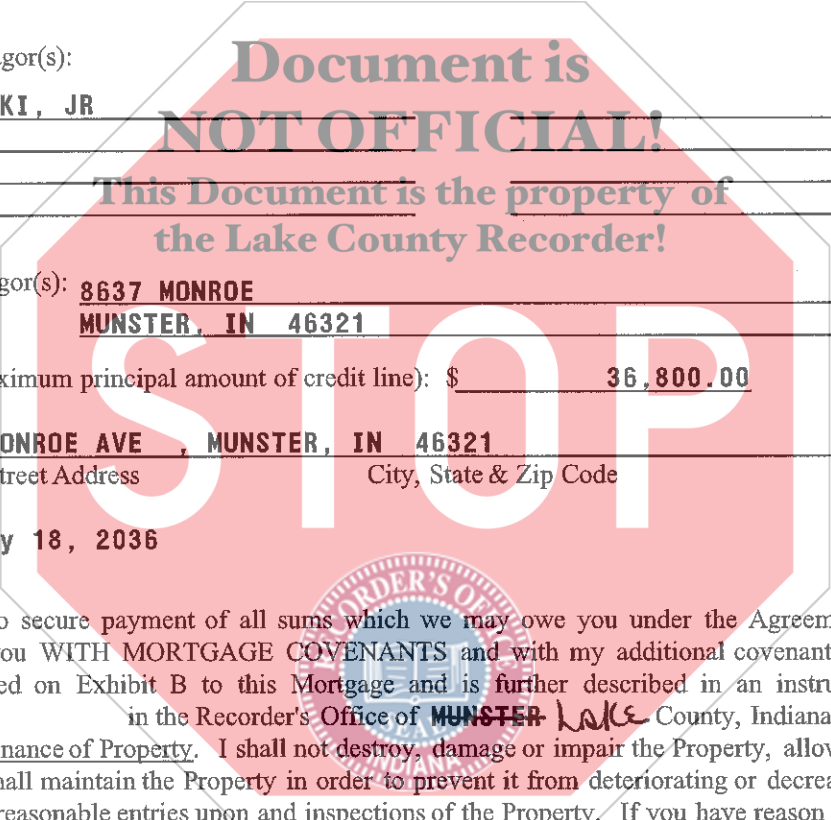 Document is
gor(s):
KI, JR
NOT OFFICIAL!
This Document is the property of
the Lake County Recorder!
gor(s): 8637 MONROE
MUNSTER, IN 46321
STOP
ximum principal amount of credit line): $ 36,800.00
ONROE AVE , MUNSTER, IN 46321
treet Address City, State & Zip Code
y 18, 2036
o secure payment of all sums which we may owe you under the Agreem
ou WITH MORTGAGE COVENANTS and with my additional covenant
ed on Exhibit B to this Mortgage and is further described in an instru
in the Recorder's Office of MUNSTER Lake County, Indiana
nance of Property. I shall not destroy, damage or impair the Property, allow
hall maintain the Property in order to prevent it from deteriorating or decrea
reasonable entries upon and inspections of the Property. If you have reason
RECORDER'S OFFICE
SEAL
INDIANA